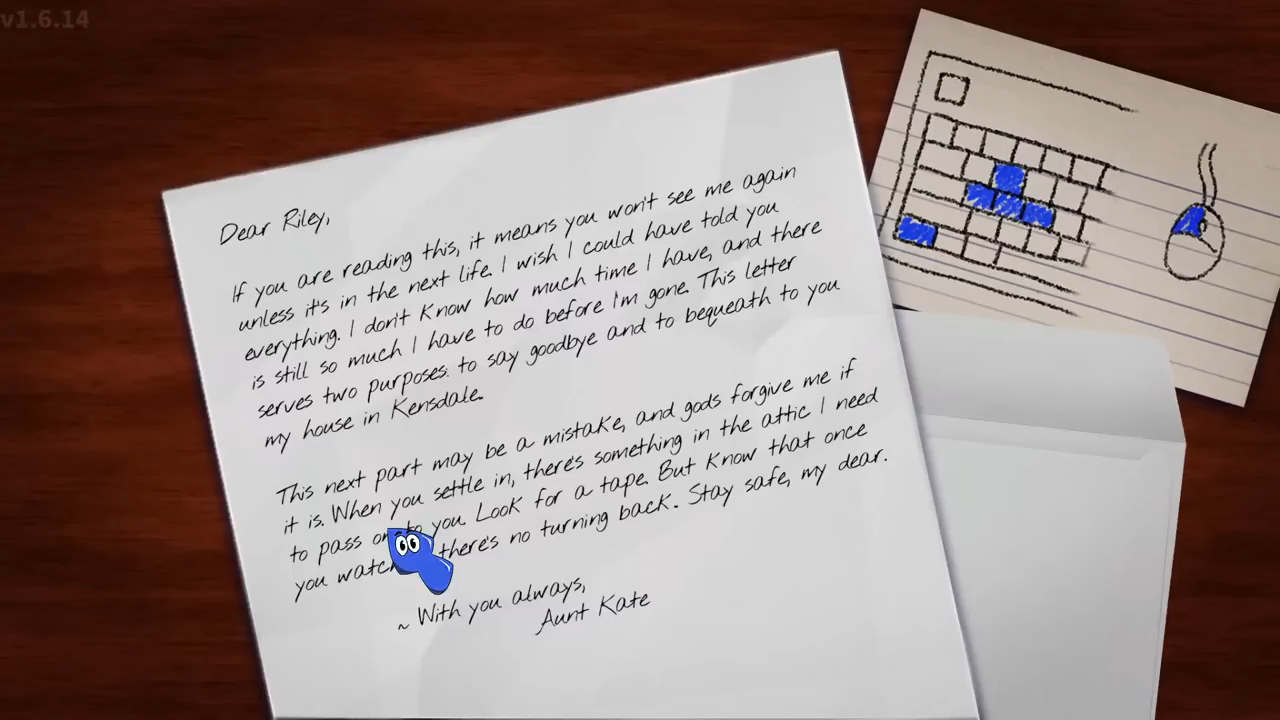 v1.6.14
Dear Riley,
If you are reading this, it means you won't see me again
unless it's in the next life. I wish I could have told you
everything. I don't know how much time I have, and there
is still so much I have to do before I'm gone. This letter
serves two purposes: to say goodbye and to bequeath to you
my house in Kensdale.
This next part may be a mistake, and gods forgive me if
it is. When you settle in, there's something in the attic I need
to pass on to you. Look for a tape. But know that once
you watch there's no turning back. Stay safe, my dear.
~ With you always,
Aunt Kate